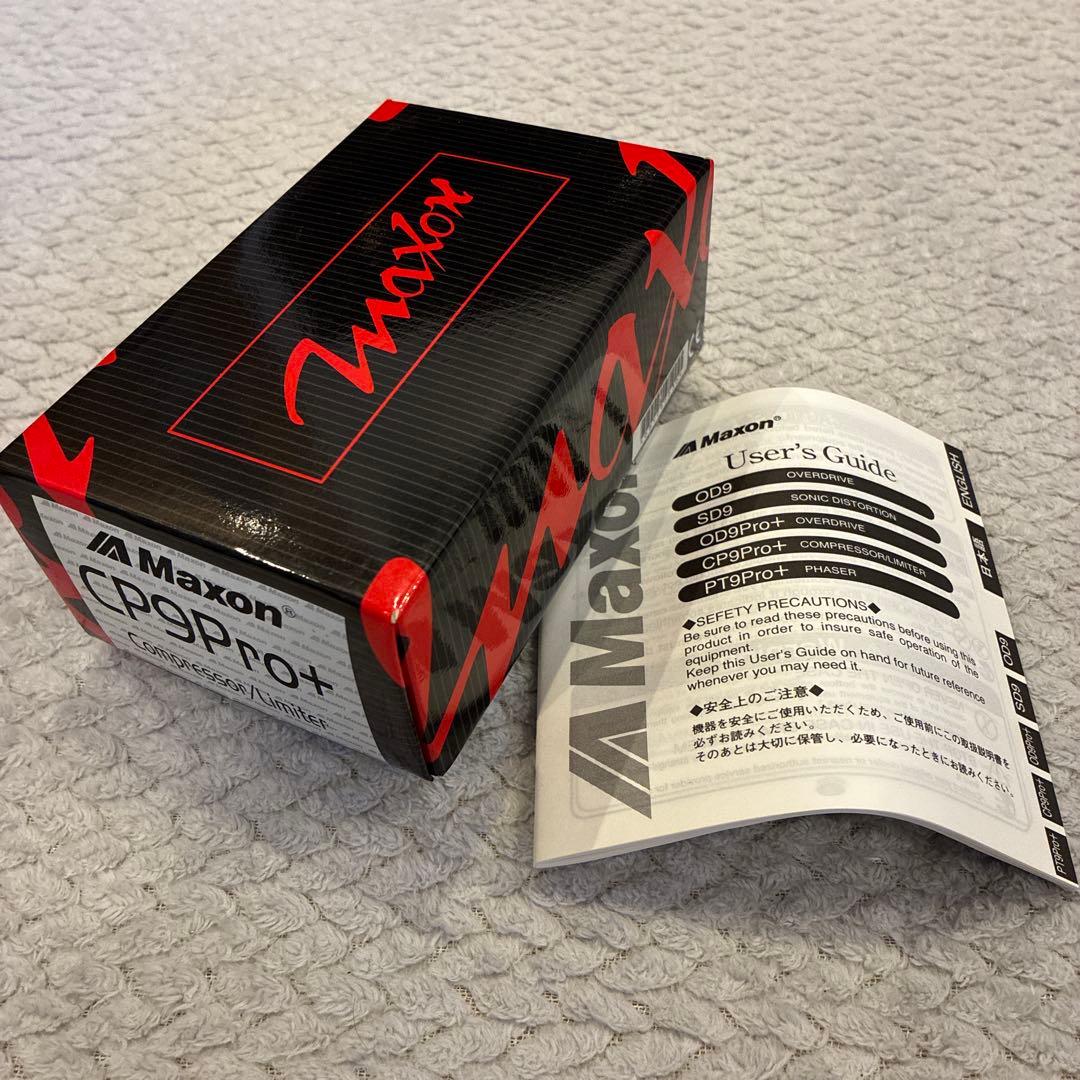 maxon
Maxon®
CP9Pro+
Compressor/Limiter
CE
Maxon
Maxon®
User's Guide
OD9 OVERDRIVE
SD9 SONIC DISTORTION
OD9Pro+ OVERDRIVE
CP9Pro+ COMPRESSOR/LIMITER
PT9Pro+ PHASER
◆SAFETY PRECAUTIONS◆
Be sure to read these precautions before using this
product in order to insure safe operation of the
equipment.
Keep this User's Guide on hand for future reference
whenever you may need it.
◆安全上のご注意◆
機器を安全にご使用いただくため、ご使用前にこの取扱説明書を
必ずお読みください。
そのあとは大切に保管し、必要になったときにお読みください。
ENGLISH
日本語
OD9
SD9
OD9Pro+
CP9Pro+
PT9Pro+